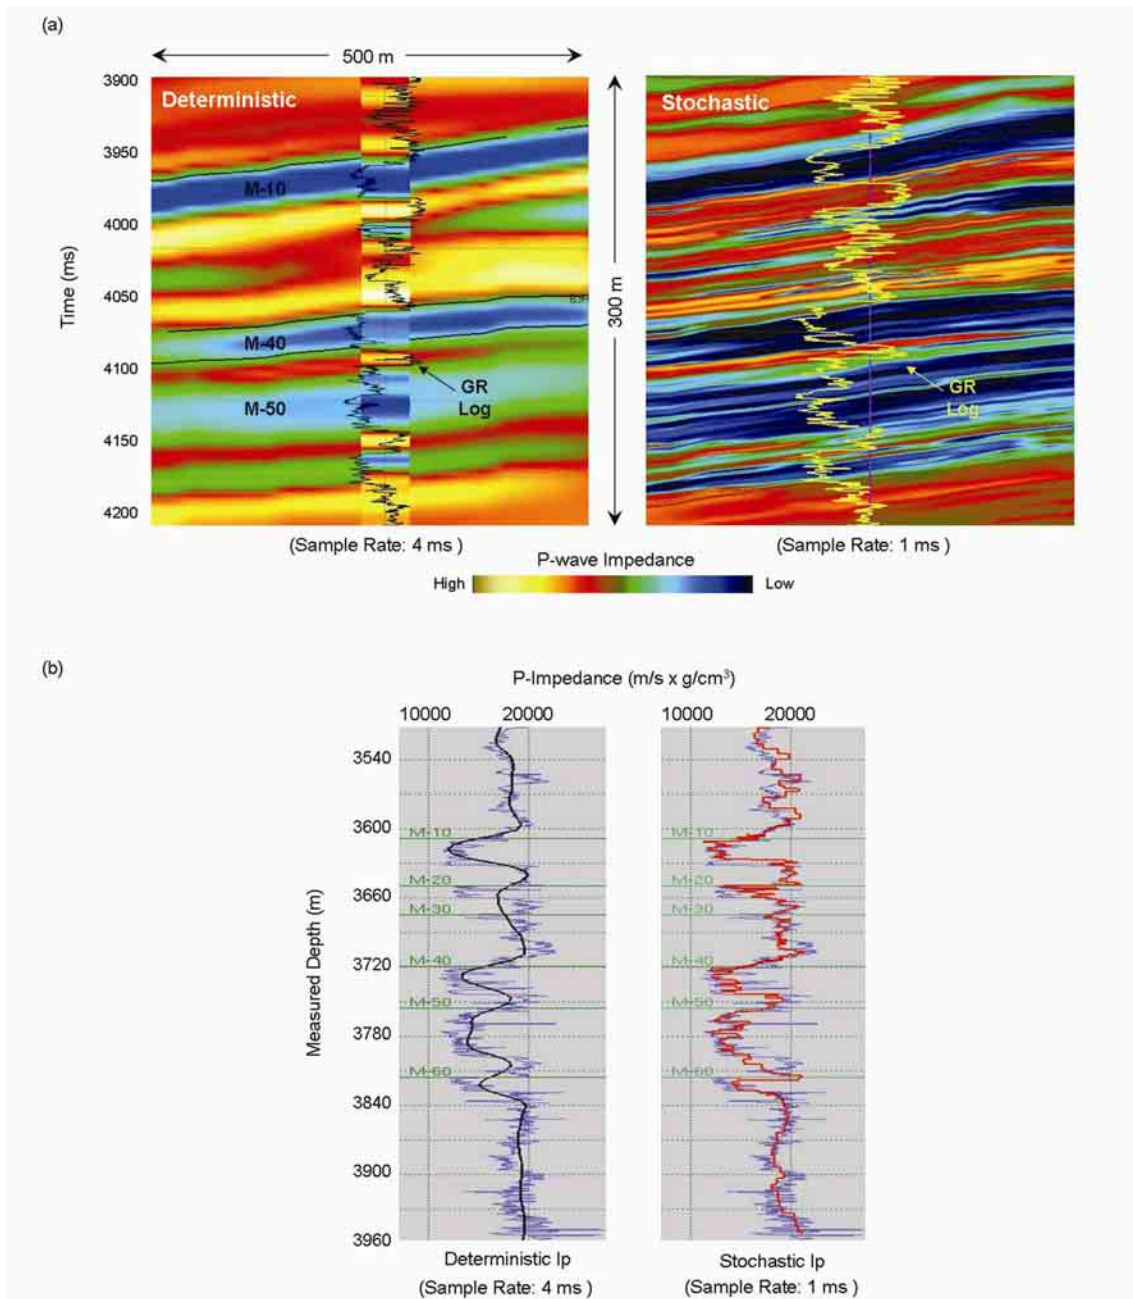 (a)
500 m
Deterministic
Stochastic
3900
3950
4000
4050
4100
4150
4200
Time (ms)
M-10
M-40
M-50
GR
Log
300 m
GR
Log
(Sample Rate: 4 ms )
(Sample Rate: 1 ms )
P-wave Impedance
High
Low
(b)
P-Impedance (m/s x g/cm³)
10000 20000
10000 20000
Measured Depth (m)
3540
3600
3660
3720
3780
3840
3900
3960
M-10
M-20
M-30
M-40
M-50
M-60
M-10
M-20
M-30
M-40
M-50
M-60
Deterministic Ip
(Sample Rate: 4 ms )
Stochastic Ip
(Sample Rate: 1 ms )